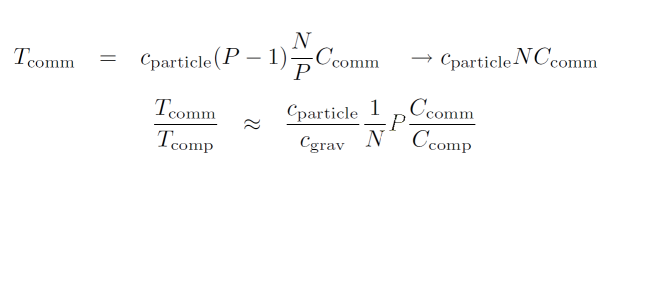 T_comm = c_particle(P − 1) N/P C_comm → c_particle N C_comm
T_comm/T_comp ≈ c_particle/c_grav 1/N P C_comm/C_comp